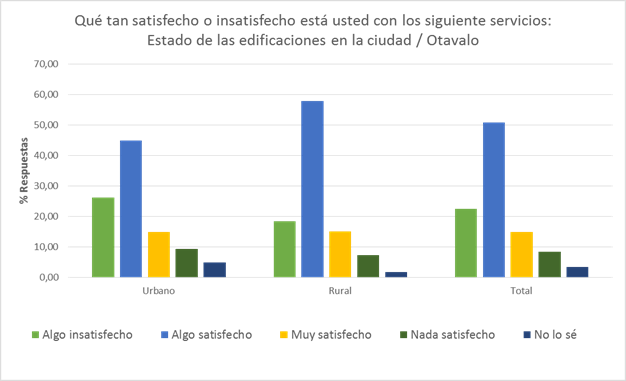 Qué tan satisfecho o insatisfecho está usted con los siguiente servicios:
Estado de las edificaciones en la ciudad / Otavalo
% Respuestas
70,00
60,00
50,00
40,00
30,00
20,00
10,00
0,00
Urbano Rural Total
Algo insatisfecho Algo satisfecho Muy satisfecho Nada satisfecho No lo sé